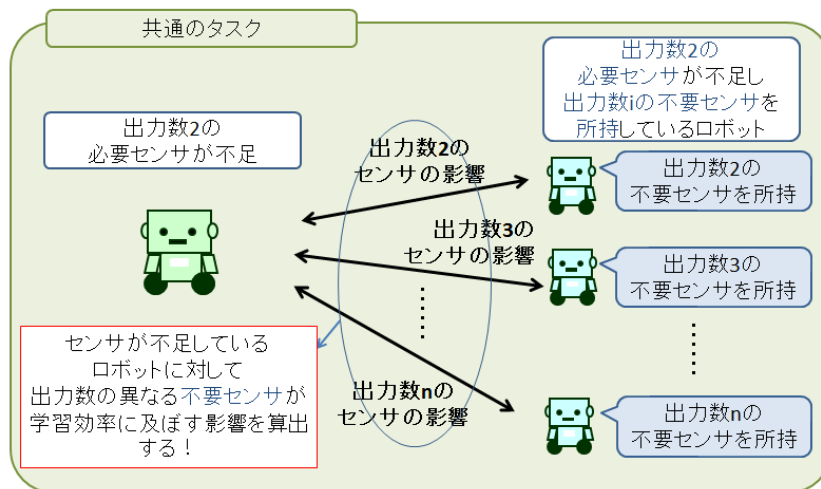 共通のタスク
出力数2の
必要センサが不足
出力数2の
必要センサが不足し
出力数iの不要センサを
所持しているロボット
出力数2の
センサの影響
出力数3の
センサの影響
出力数nの
センサの影響
出力数2の
不要センサを所持
出力数3の
不要センサを所持
出力数nの
不要センサを所持
センサが不足している
ロボットに対して
出力数の異なる不要センサが
学習効率に及ぼす影響を算出
する！